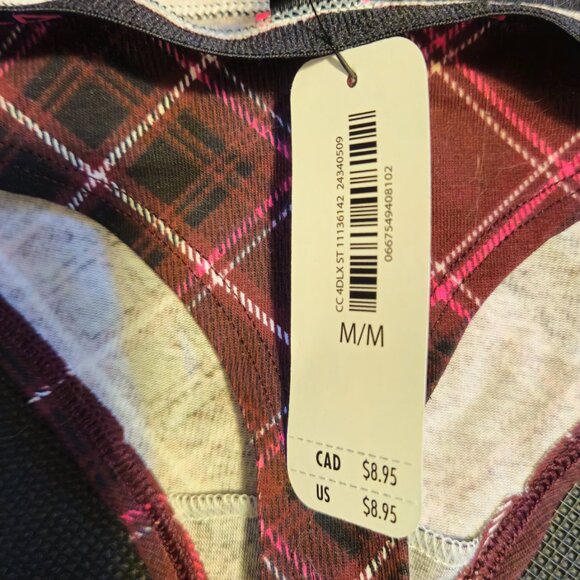 CC 4DLX ST 11136142 24340509
0667549408102
M/M
CAD $8.95
US $8.95